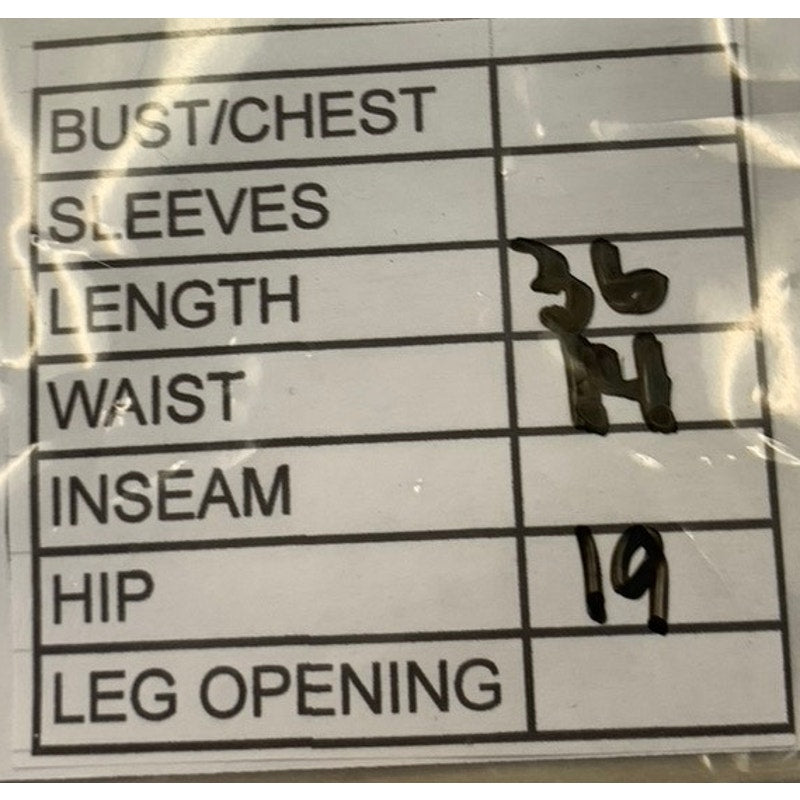 BUST/CHEST
SLEEVES
LENGTH 36
WAIST 14
INSEAM
HIP 19
LEG OPENING